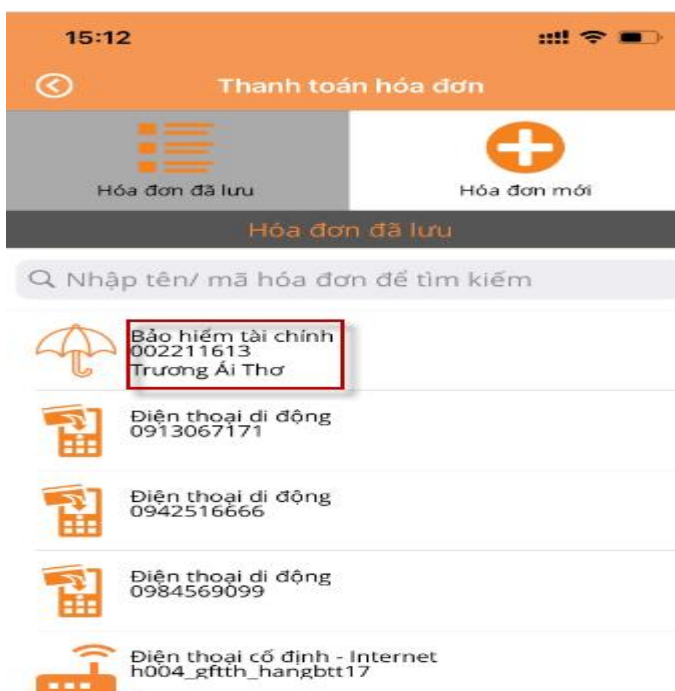 15:12
Thanh toán hóa đơn
Hóa đơn đã lưu
Hóa đơn mới
Hóa đơn đã lưu
Nhập tên/ mã hóa đơn để tìm kiếm
Bảo hiểm tài chính
002211613
Trương Ái Thơ
Điện thoại di động
0913067171
Điện thoại di động
0942516666
Điện thoại di động
0984569099
Điện thoại cố định - Internet
h004_gftth_hangbtt17